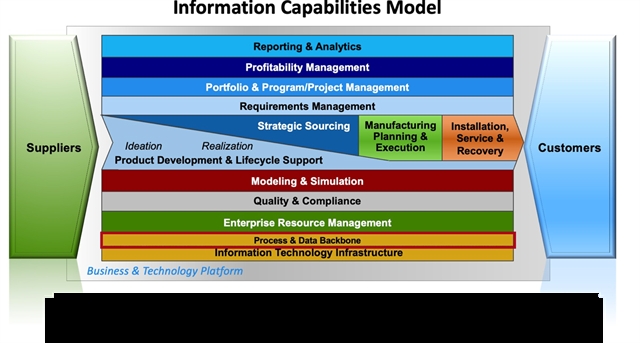 Information Capabilities Model
Reporting & Analytics
Profitability Management
Portfolio & Program/Project Management
Requirements Management
Suppliers
Strategic Sourcing
Ideation
Realization
Product Development & Lifecycle Support
Manufacturing
Planning &
Execution
Installation,
Service &
Recovery
Customers
Modeling & Simulation
Quality & Compliance
Enterprise Resource Management
Process & Data Backbone
Information Technology Infrastructure
Business & Technology Platform